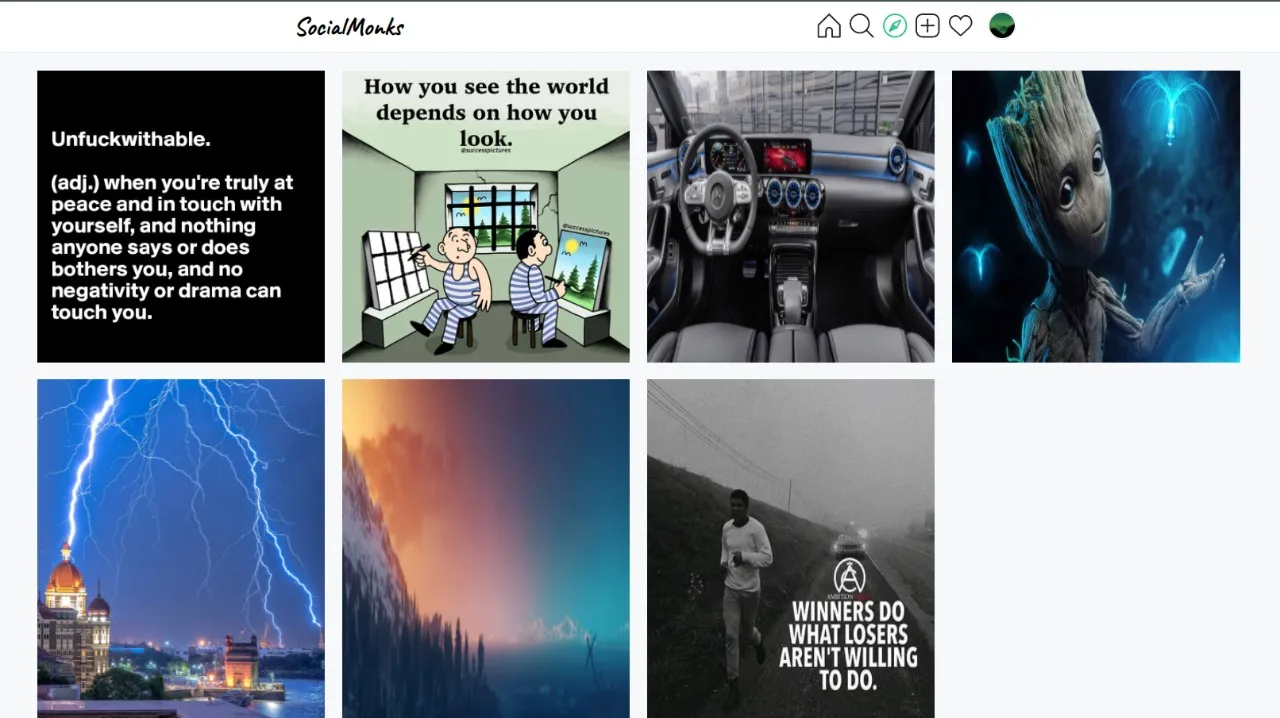 SocialMonks
Unfuckwithable.
(adj.) when you're truly at
peace and in touch with
yourself, and nothing
anyone says or does
bothers you, and no
negativity or drama can
touch you.
How you see the world
depends on how you
look.
@successpictures
@successpictures
AMBITION
WINNERS DO
WHAT LOSERS
AREN'T WILLING
TO DO.